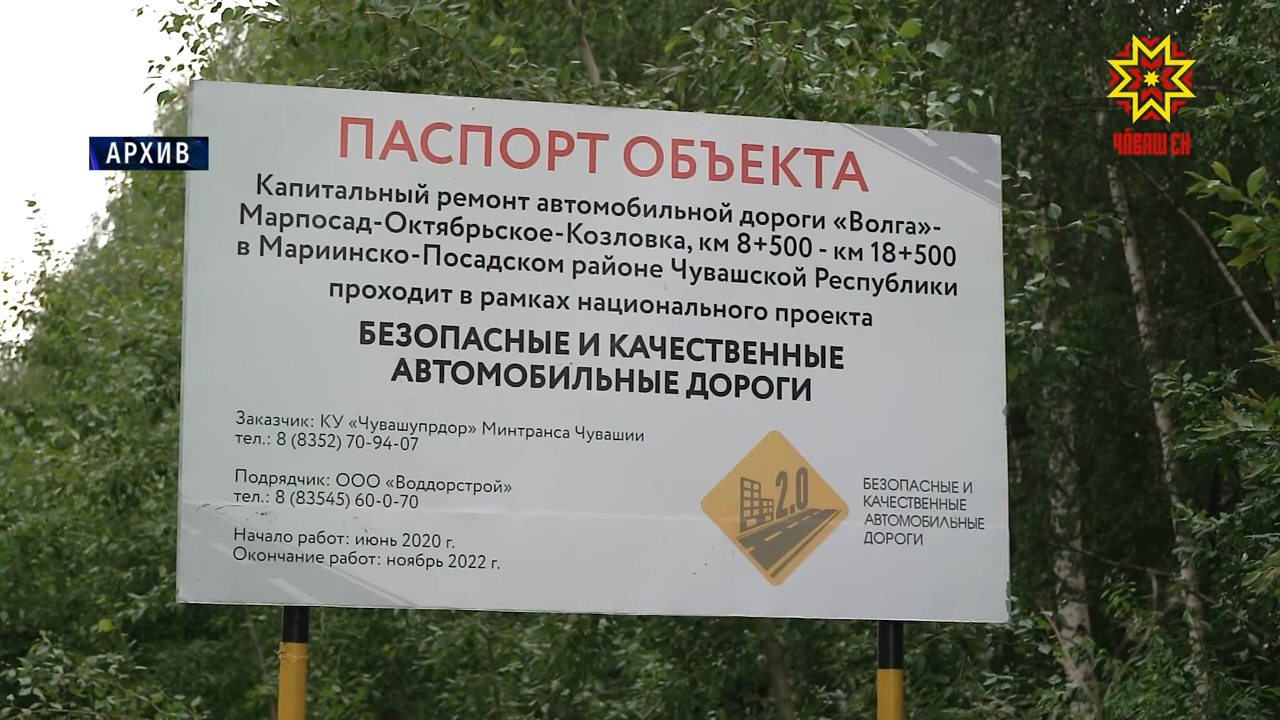 АРХИВ
ЧӐВАШ ЕН
ПАСПОРТ ОБЪЕКТА
Капитальный ремонт автомобильной дороги «Волга»-
Марпосад-Октябрьское-Козловка, км 8+500 - км 18+500
в Мариинско-Посадском районе Чувашской Республики
проходит в рамках национального проекта
БЕЗОПАСНЫЕ И КАЧЕСТВЕННЫЕ
АВТОМОБИЛЬНЫЕ ДОРОГИ
Заказчик: КУ «Чувашупрдор» Минтранса Чувашии
тел.: 8 (8352) 70-94-07
Подрядчик: ООО «Воддорстрой»
тел.: 8 (83545) 60-0-70
Начало работ: июнь 2020 г.
Окончание работ: ноябрь 2022 г.
2.0
БЕЗОПАСНЫЕ И
КАЧЕСТВЕННЫЕ
АВТОМОБИЛЬНЫЕ
ДОРОГИ